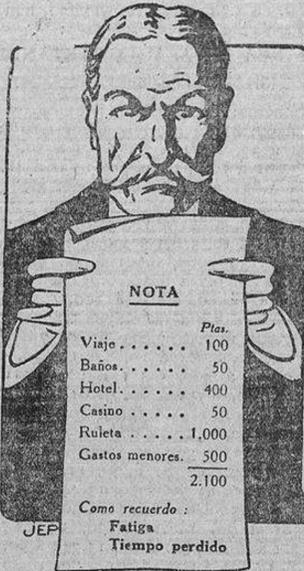 NOTA
Ptas.
Viaje . . . . . . 100
Baños. . . . . . 50
Hotel. . . . . . 400
Casino . . . . . 50
Ruleta . . . . . 1,000
Gastos menores. 500
2.100
Como recuerdo :
Fatiga
Tiempo perdido
JEP